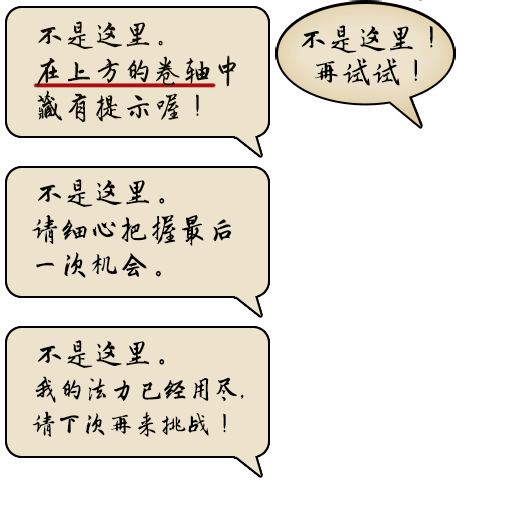 不是这里。
在上方的卷轴中
藏有提示喔！
不是这里！
再试试！
不是这里。
请细心把握最后
一次机会。
不是这里。
我的法力已经用尽,
请下次再来挑战！